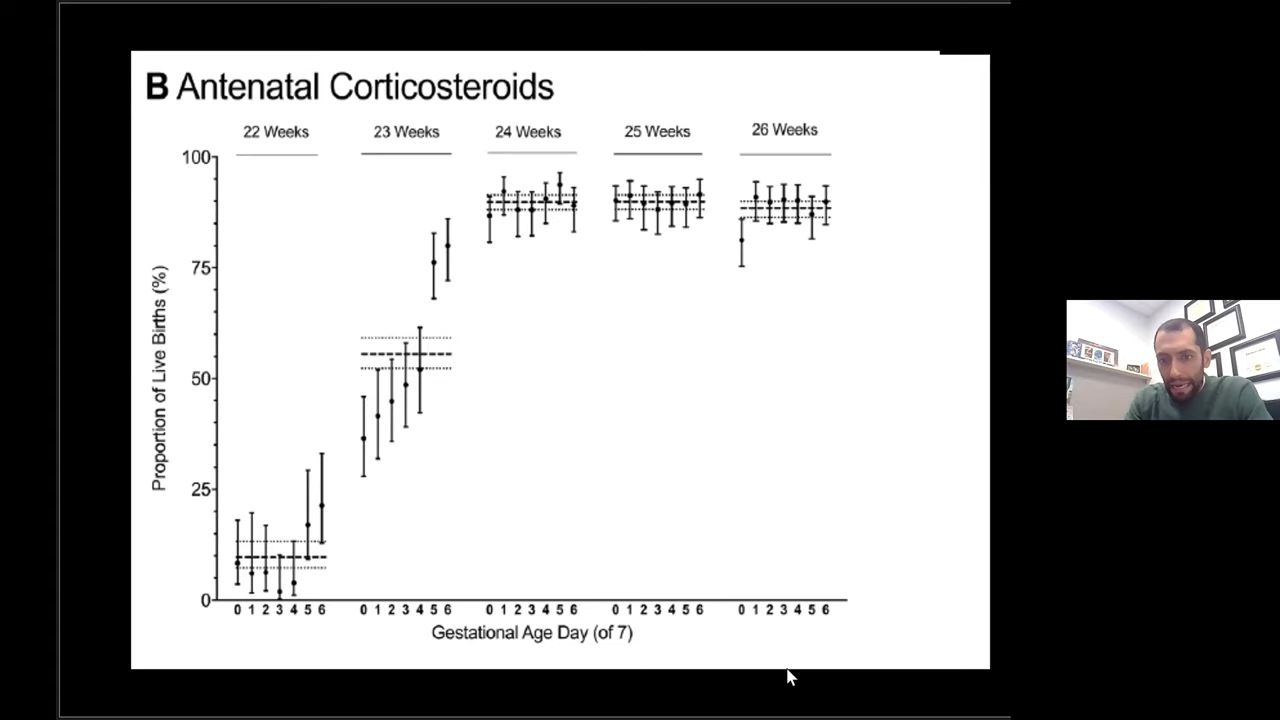 B Antenatal Corticosteroids
22 Weeks 23 Weeks 24 Weeks 25 Weeks 26 Weeks
100
75
50
25
0
Proportion of Live Births (%)
0 1 2 3 4 5 6 0 1 2 3 4 5 6 0 1 2 3 4 5 6 0 1 2 3 4 5 6 0 1 2 3 4 5 6
Gestational Age Day (of 7)